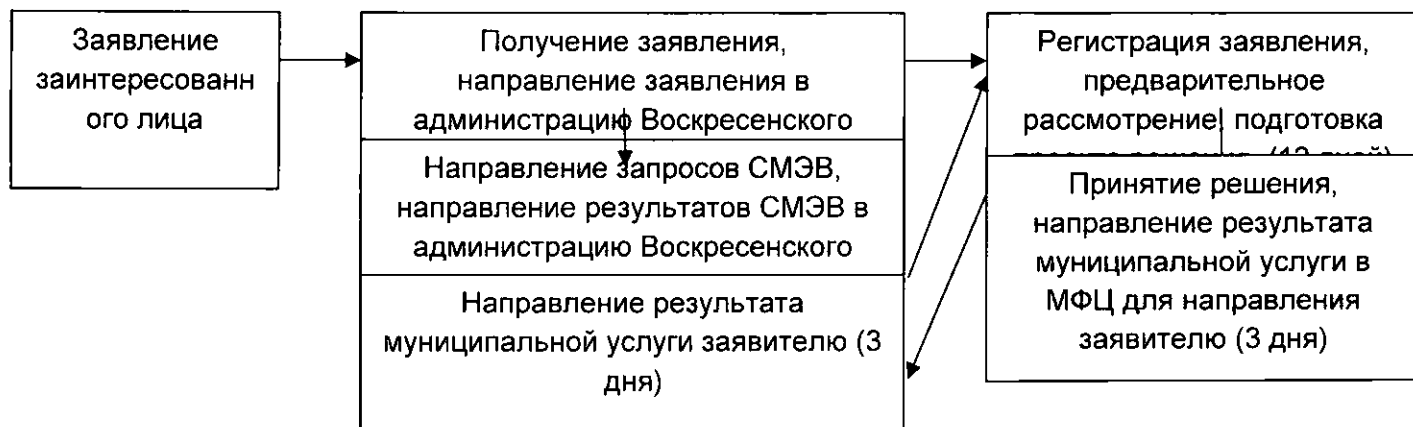 Заявление
заинтересованн
ого лица
Получение заявления,
направление заявления в
администрацию Воскресенского
Направление запросов СМЭВ,
направление результатов СМЭВ в
администрацию Воскресенского
Направление результата
муниципальной услуги заявителю (3
дня)
Регистрация заявления,
предварительное
рассмотрение подготовка
Принятие решения,
направление результата
муниципальной услуги в
МФЦ для направления
заявителю (3 дня)